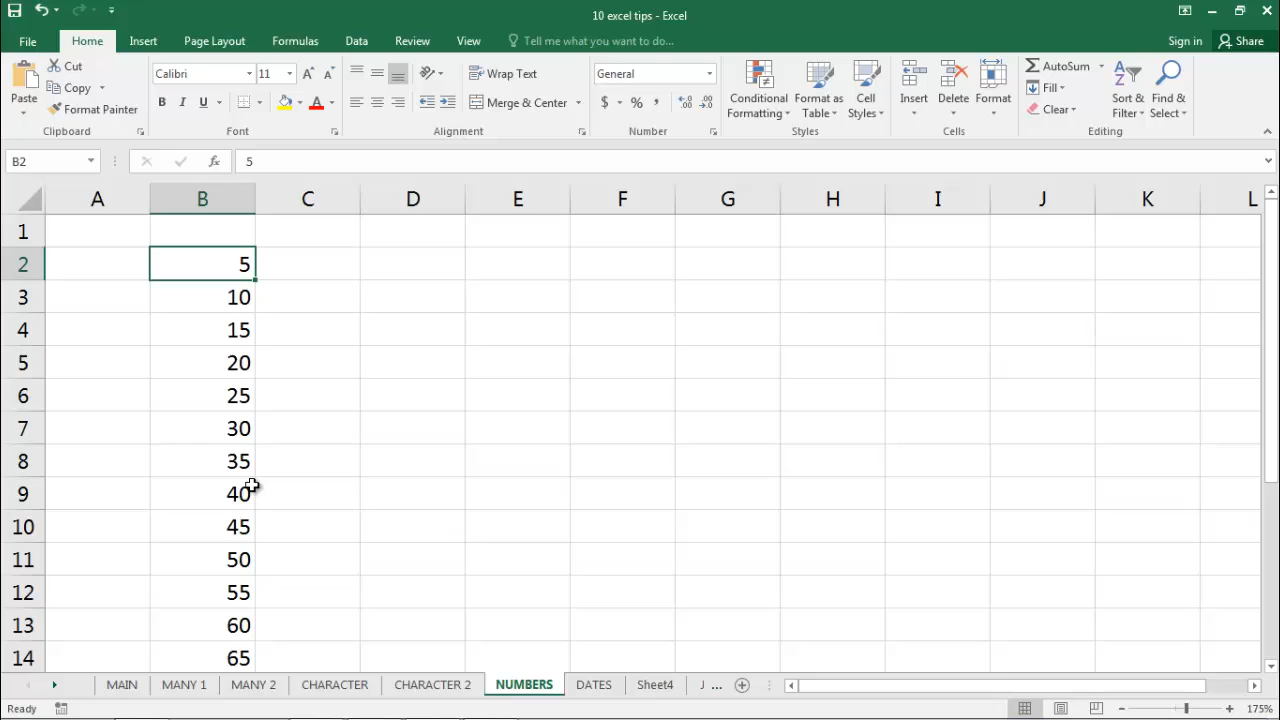 10 excel tips - Excel
File Home Insert Page Layout Formulas Data Review View Tell me what you want to do... Sign in Share
Paste Cut Copy Format Painter Clipboard
Calibri 11 B I U A Font
Wrap Text Merge & Center Alignment
General $ % , Number
Conditional Formatting Format as Table Cell Styles Styles
Insert Delete Format Cells
AutoSum Fill Clear Sort & Filter Find & Select Editing
B2 fx 5
A B C D E F G H I J K L
1
2 5
3 10
4 15
5 20
6 25
7 30
8 35
9 40
10 45
11 50
12 55
13 60
14 65
MAIN MANY 1 MANY 2 CHARACTER CHARACTER 2 NUMBERS DATES Sheet4 J ...
Ready 175%